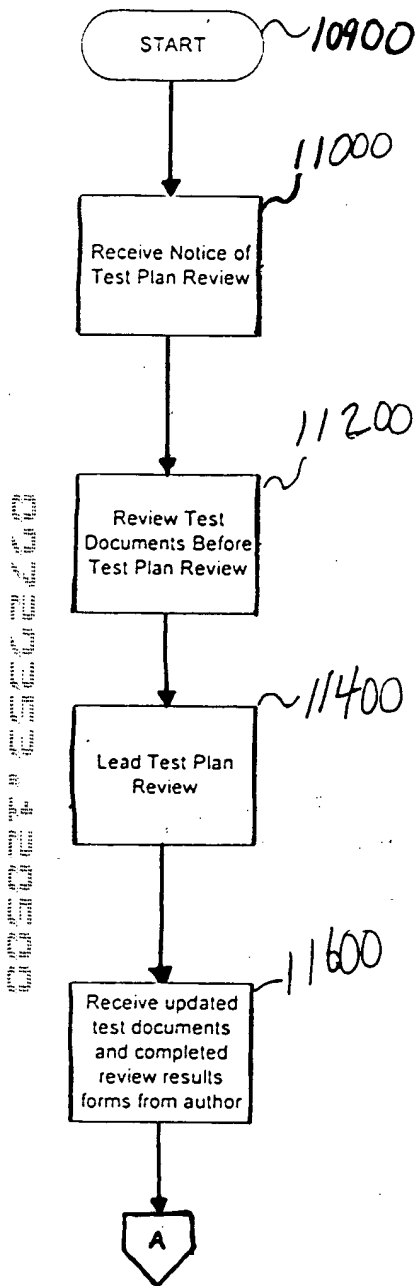 START
10900
11000
Receive Notice of
Test Plan Review
11200
Review Test
Documents Before
Test Plan Review
11400
Lead Test Plan
Review
11600
Receive updated
test documents
and completed
review results
forms from author
A